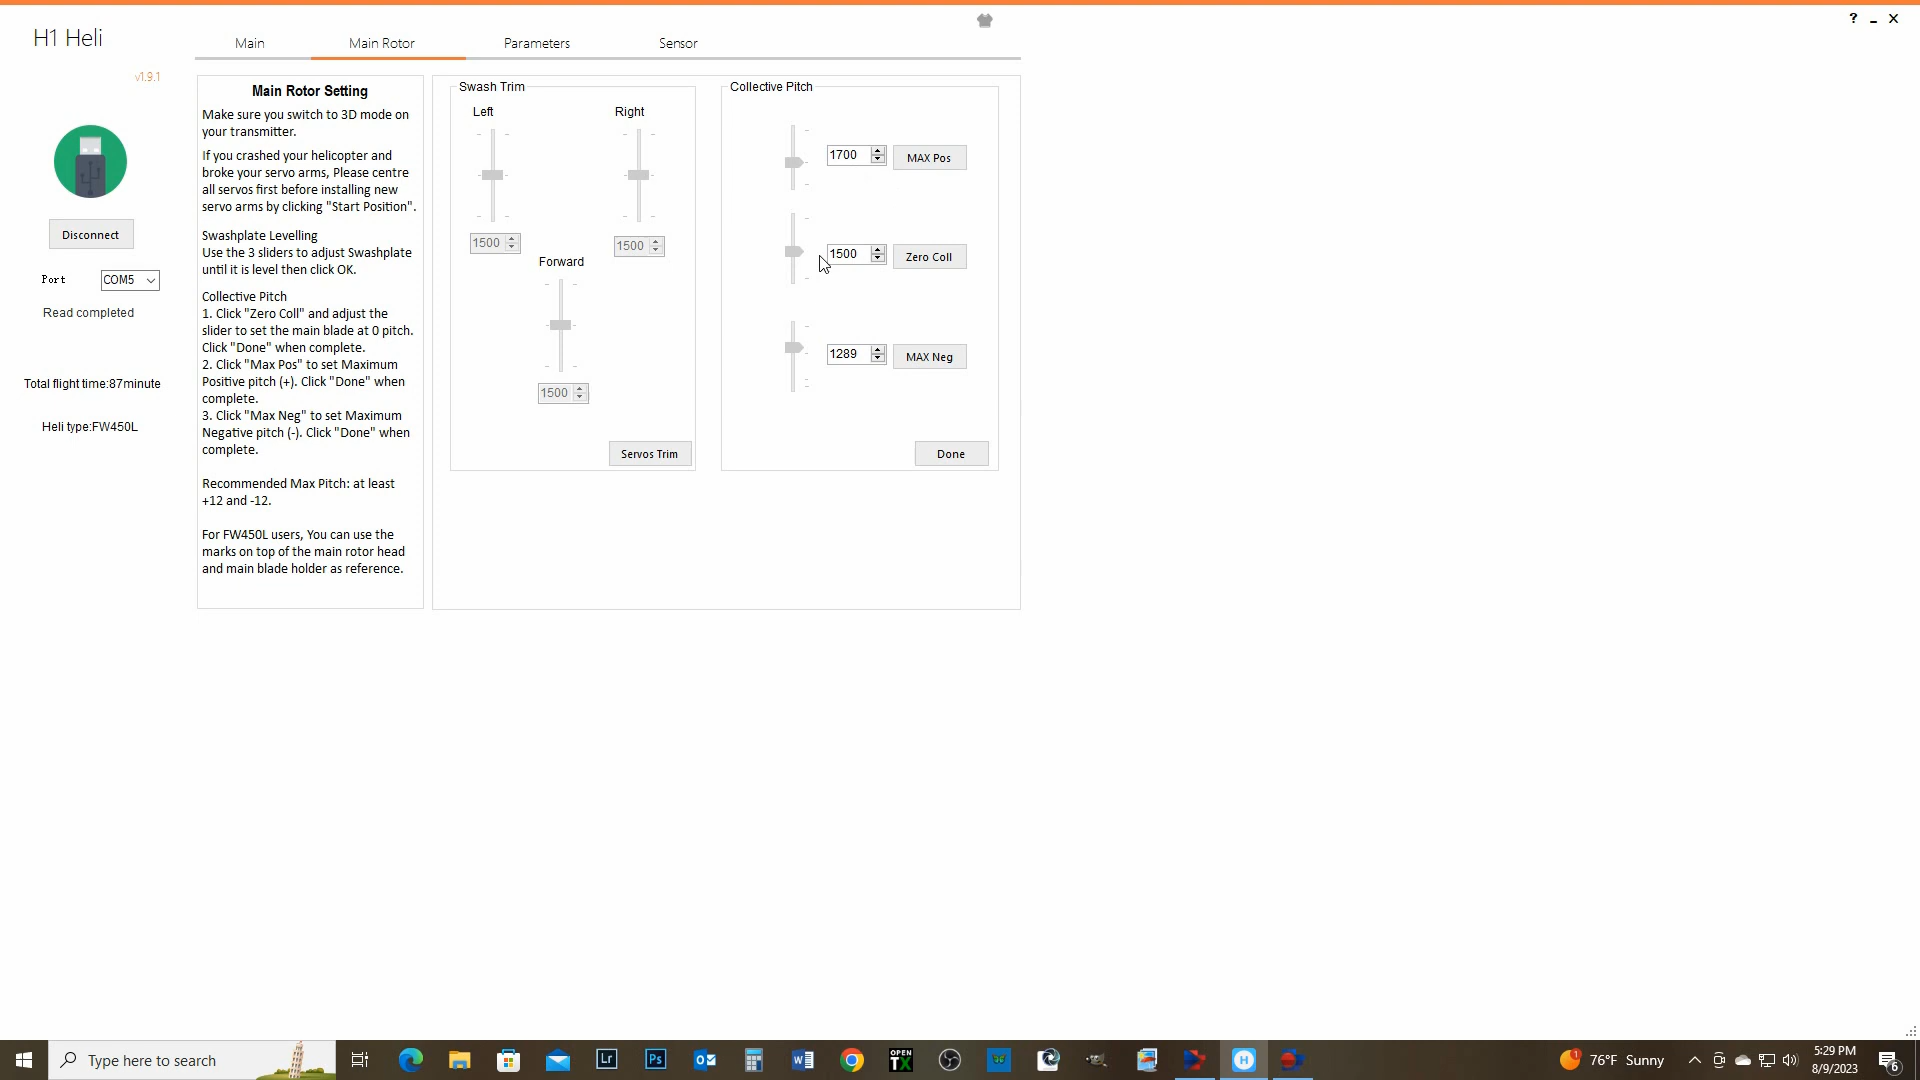 H1 Heli
v1.9.1
Disconnect
Port COM5
Read completed
Total flight time:87minute
Heli type:FW450L
Main Main Rotor Parameters Sensor
? _ X
Main Rotor Setting
Make sure you switch to 3D mode on
your transmitter.
If you crashed your helicopter and
broke your servo arms, Please centre
all servos first before installing new
servo arms by clicking "Start Position".
Swashplate Levelling
Use the 3 sliders to adjust Swashplate
until it is level then click OK.
Collective Pitch
1. Click "Zero Coll" and adjust the
slider to set the main blade at 0 pitch.
Click "Done" when complete.
2. Click "Max Pos" to set Maximum
Positive pitch (+). Click "Done" when
complete.
3. Click "Max Neg" to set Maximum
Negative pitch (-). Click "Done" when
complete.
Recommended Max Pitch: at least
+12 and -12.
For FW450L users, You can use the
marks on top of the main rotor head
and main blade holder as reference.
Swash Trim
Left Right
1500 1500
Forward
1500
Servos Trim
Collective Pitch
1700 MAX Pos
1500 Zero Coll
1289 MAX Neg
Done
Type here to search
Lr Ps OPEN TX H
1 76°F Sunny
5:29 PM
8/9/2023
6